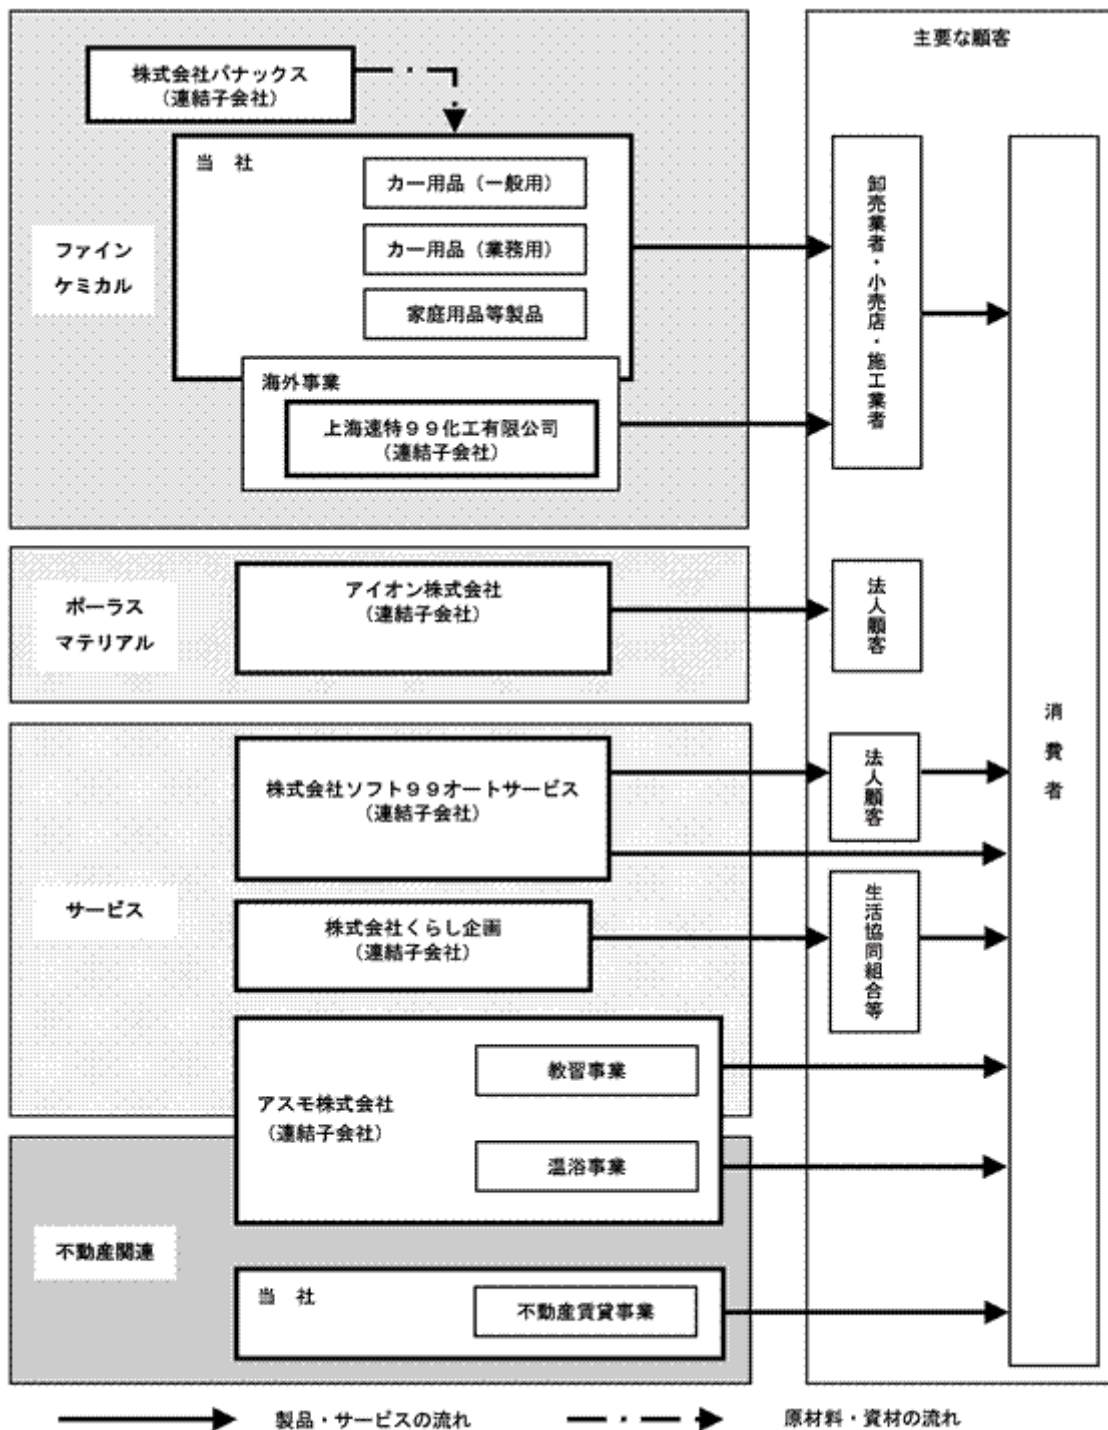 主要な顧客
株式会社バナックス
(連結子会社)
当 社
カー用品(一般用)
カー用品(業務用)
家庭用品等製品
ファイン
ケミカル
海外事業
上海速特99化工有限公司
(連結子会社)
卸売業者・小売店・施工業者
ポーラス
マテリアル
アイオン株式会社
(連結子会社)
法人顧客
消費者
株式会社ソフト99オートサービス
(連結子会社)
法人顧客
サービス
株式会社くらし企画
(連結子会社)
生活協同組合等
アスモ株式会社
(連結子会社)
教習事業
温浴事業
不動産関連
当 社
不動産賃貸事業
製品・サービスの流れ
原材料・資材の流れ